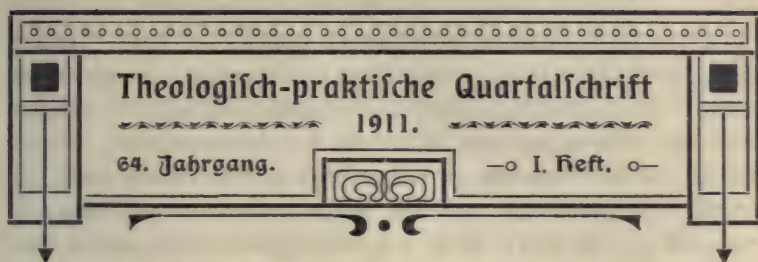 Theologiſch-praktiſche Quartalſchrift
1911.
64. Jahrgang.
I. Heft.